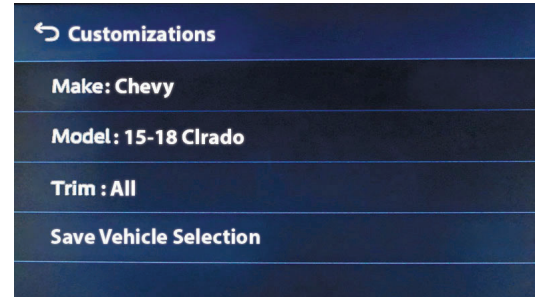 Customizations
Make: Chevy
Model: 15-18 Clrado
Trim : All
Save Vehicle Selection